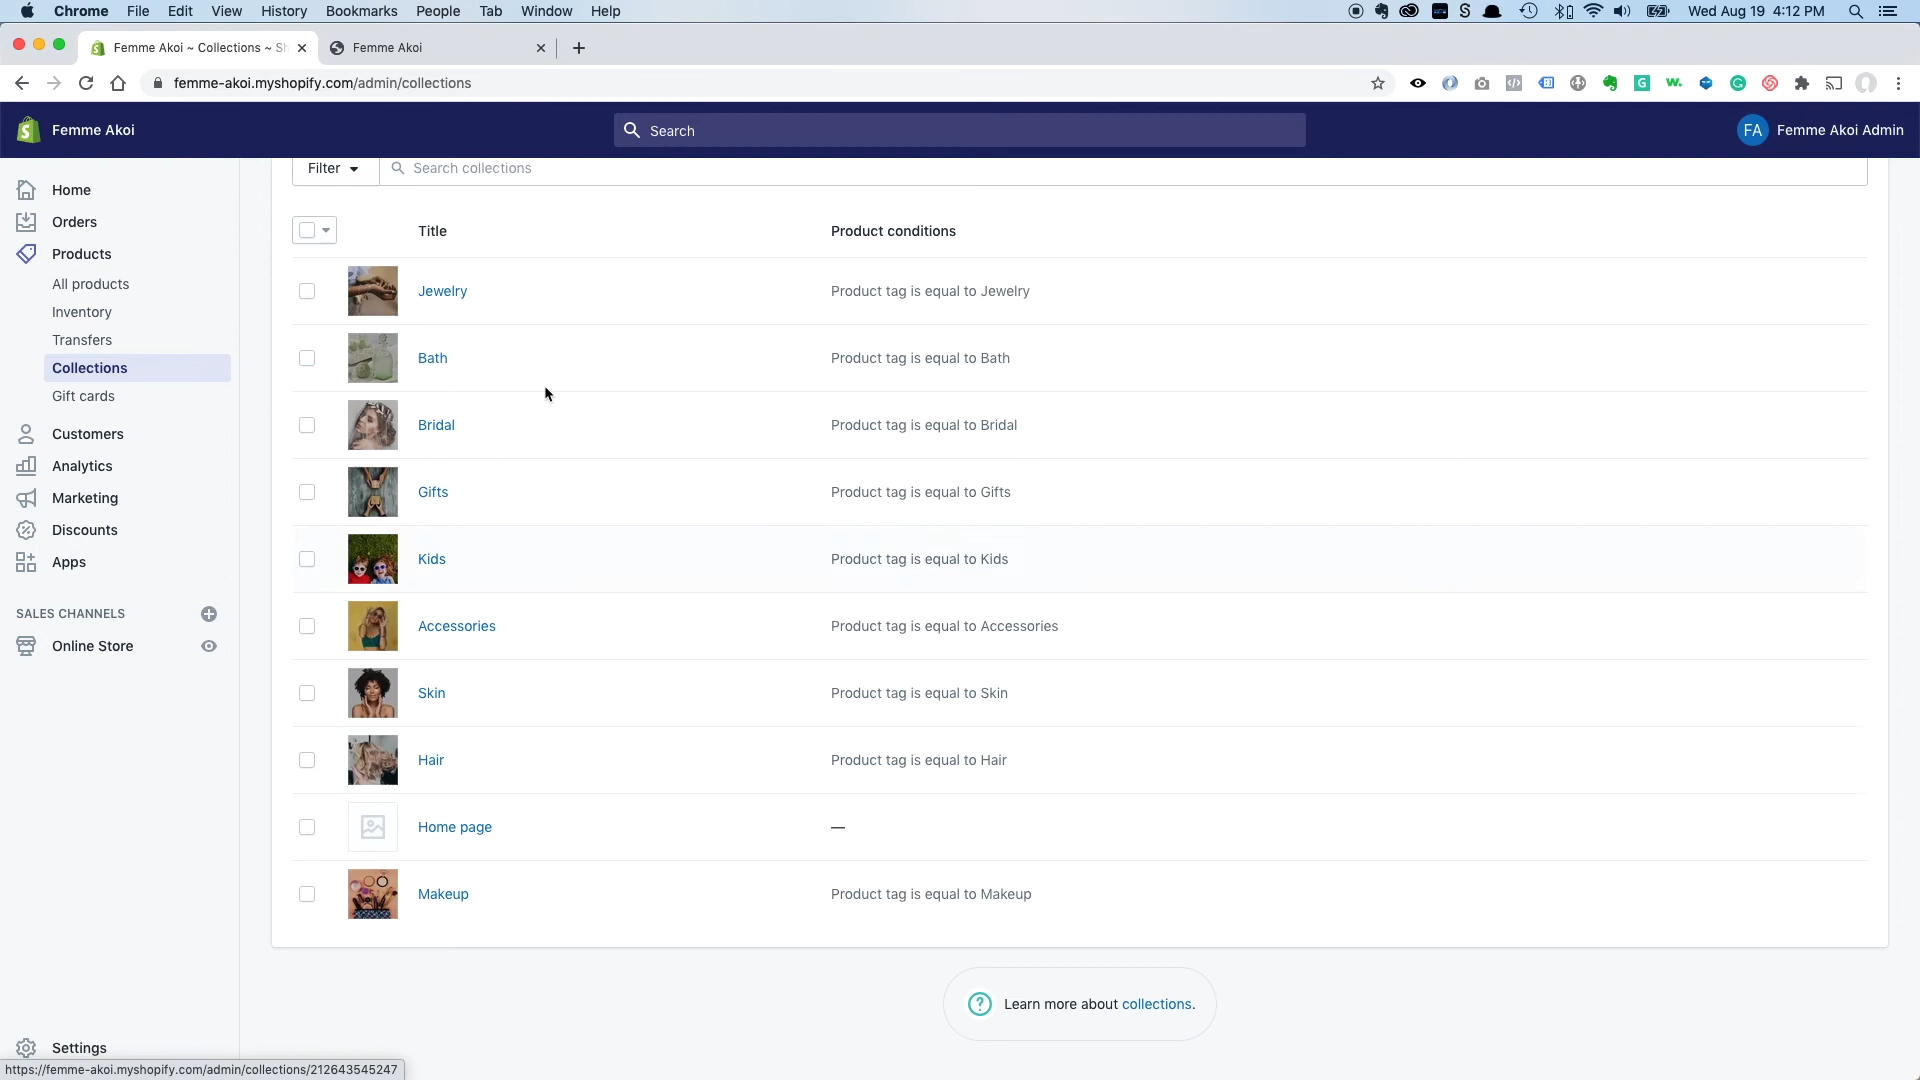 Chrome File Edit View History Bookmarks People Tab Window Help Wed Aug 19 4:12 PM
Femme Akoi ~ Collections ~ Sh Femme Akoi
femme-akoi.myshopify.com/admin/collections
Femme Akoi
Search
FA Femme Akoi Admin
Filter
Search collections
Home
Orders
Products
All products
Inventory
Transfers
Collections
Gift cards
Customers
Analytics
Marketing
Discounts
Apps
SALES CHANNELS
Online Store
Settings
Title Product conditions
Jewelry Product tag is equal to Jewelry
Bath Product tag is equal to Bath
Bridal Product tag is equal to Bridal
Gifts Product tag is equal to Gifts
Kids Product tag is equal to Kids
Accessories Product tag is equal to Accessories
Skin Product tag is equal to Skin
Hair Product tag is equal to Hair
Home page —
Makeup Product tag is equal to Makeup
Learn more about collections.
https://femme-akoi.myshopify.com/admin/collections/212643545247